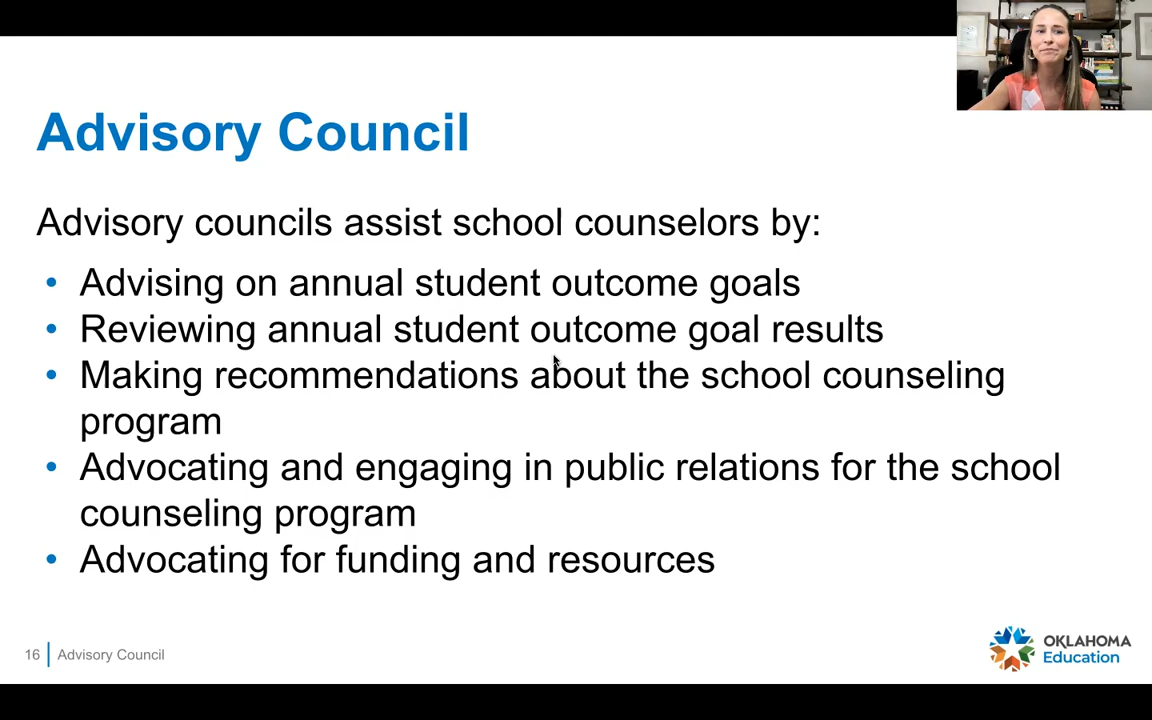 Advisory Council
Advisory councils assist school counselors by:
• Advising on annual student outcome goals
• Reviewing annual student outcome goal results
• Making recommendations about the school counseling
program
• Advocating and engaging in public relations for the school
counseling program
• Advocating for funding and resources
16 | Advisory Council
OKLAHOMA
Education